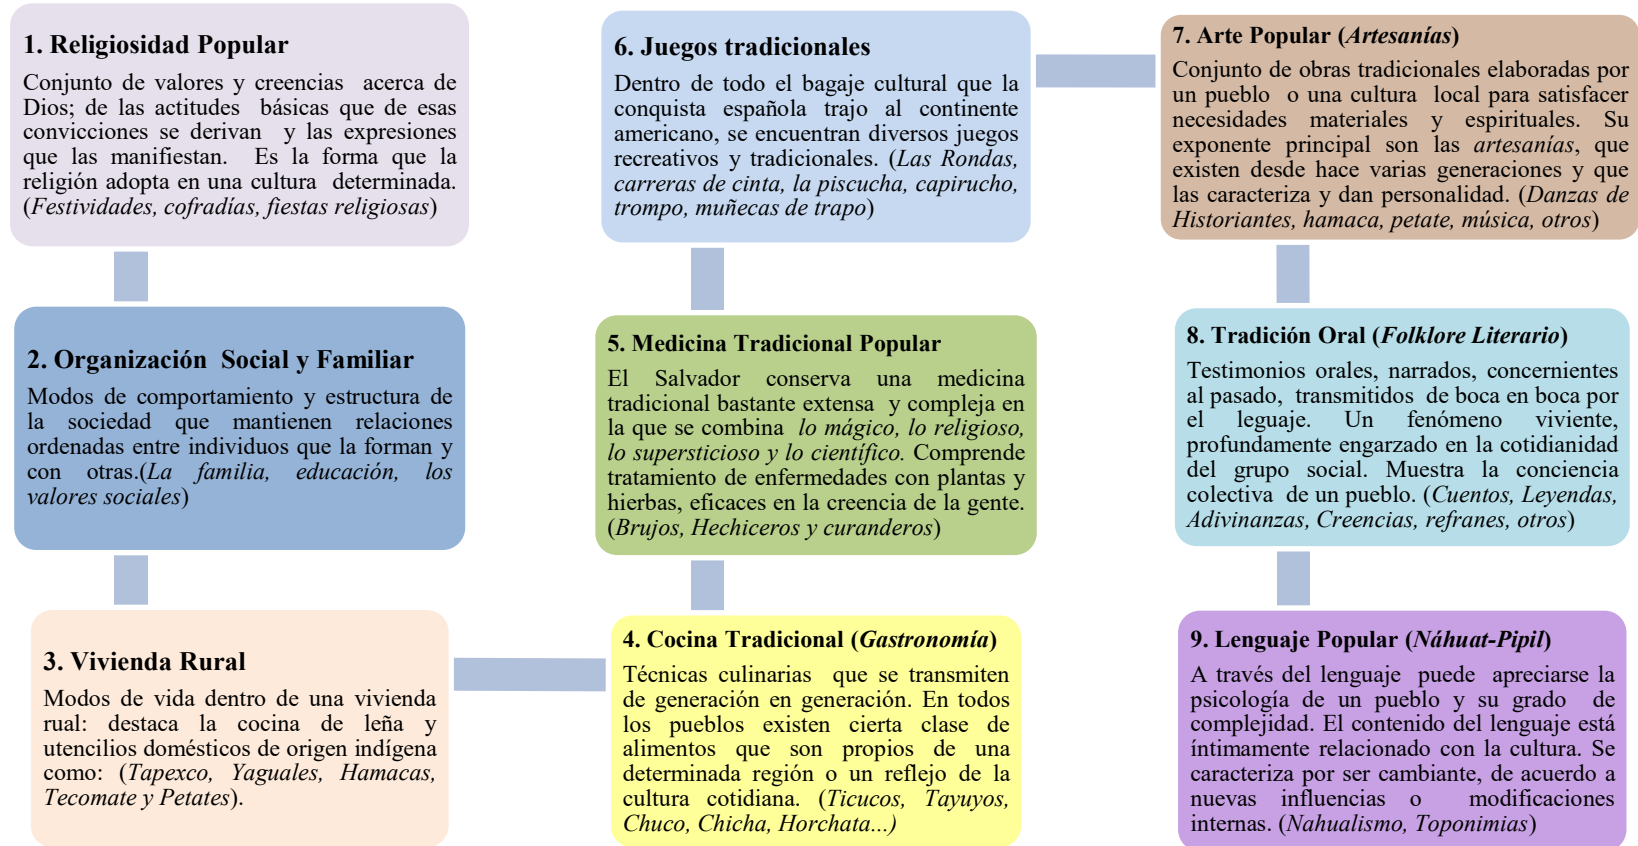 1. Religiosidad Popular
Conjunto de valores y creencias acerca de
Dios; de las actitudes básicas que de esas
convicciones se derivan y las expresiones
que las manifiestan. Es la forma que la
religión adopta en una cultura determinada.
(Festividades, cofradías, fiestas religiosas)
2. Organización Social y Familiar
Modos de comportamiento y estructura de
la sociedad que mantienen relaciones
ordenadas entre individuos que la forman y
con otras.(La familia, educación, los
valores sociales)
3. Vivienda Rural
Modos de vida dentro de una vivienda
rual: destaca la cocina de leña y
utencilios domésticos de origen indígena
como: (Tapexco, Yaguales, Hamacas,
Tecomate y Petates).
4. Cocina Tradicional (Gastronomía)
Técnicas culinarias que se transmiten
de generación en generación. En todos
los pueblos existen cierta clase de
alimentos que son propios de una
determinada región o un reflejo de la
cultura cotidiana. (Ticucos, Tayuyos,
Chuco, Chicha, Horchata...)
5. Medicina Tradicional Popular
El Salvador conserva una medicina
tradicional bastante extensa y compleja en
la que se combina lo mágico, lo religioso,
lo supersticioso y lo científico. Comprende
tratamiento de enfermedades con plantas y
hierbas, eficaces en la creencia de la gente.
(Brujos, Hechiceros y curanderos)
6. Juegos tradicionales
Dentro de todo el bagaje cultural que la
conquista española trajo al continente
americano, se encuentran diversos juegos
recreativos y tradicionales. (Las Rondas,
carreras de cinta, la piscucha, capirucho,
trompo, muñecas de trapo)
7. Arte Popular (Artesanías)
Conjunto de obras tradicionales elaboradas por
un pueblo o una cultura local para satisfacer
necesidades materiales y espirituales. Su
exponente principal son las artesanías, que
existen desde hace varias generaciones y que
las caracteriza y dan personalidad. (Danzas de
Historiantes, hamaca, petate, música, otros)
8. Tradición Oral (Folklore Literario)
Testimonios orales, narrados, concernientes
al pasado, transmitidos de boca en boca por
el leguaje. Un fenómeno viviente,
profundamente engarzado en la cotidianidad
del grupo social. Muestra la conciencia
colectiva de un pueblo. (Cuentos, Leyendas,
Adivinanzas, Creencias, refranes, otros)
9. Lenguaje Popular (Náhuat-Pipil)
A través del lenguaje puede apreciarse la
psicología de un pueblo y su grado de
complejidad. El contenido del lenguaje está
íntimamente relacionado con la cultura. Se
caracteriza por ser cambiante, de acuerdo a
nuevas influencias o modificaciones
internas. (Nahualismo, Toponimias)